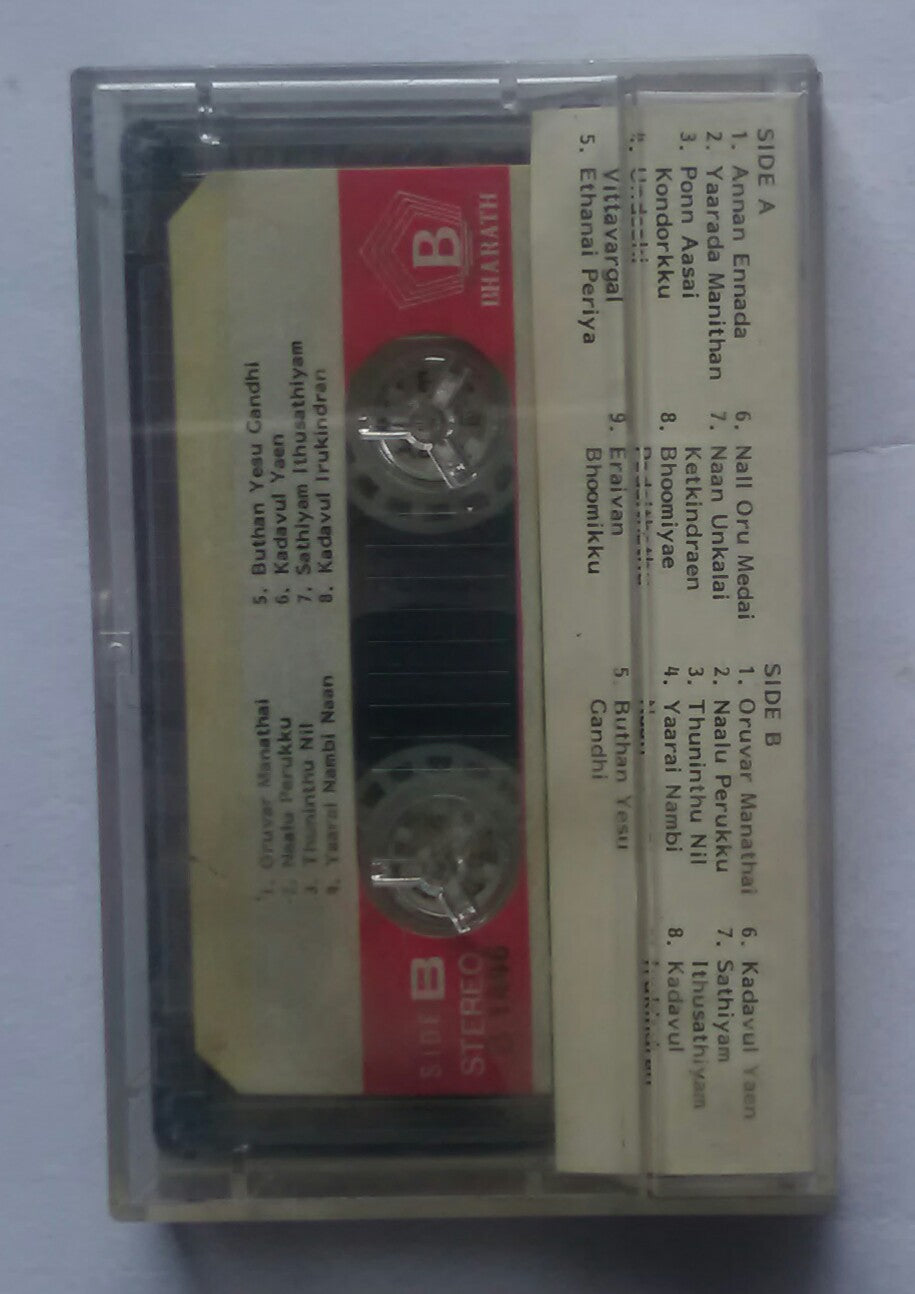 SIDE A
1. Annan Ennada
2. Yaarada Manithan
3. Ponn Aasai
Kondorkku
4.
Vittavargal
5. Ethanai Periya
6. Nall Oru Medai
7. Naan Unkalai
Ketkindraen
8. Bhoomiyae
9. Eraivan
Bhoomikku
SIDE B
1. Oruvar Manathai
2. Naalu Perukku
3. Thuninthu Nil
4. Yaarai Nambi
5. Buthan Yesu
Gandhi
6. Kadavul Yaen
7. Sathiyam
Ithusathiyam
8. Kadavul
BHARATH
B
SIDE B
STEREO
1. Oruvar Manathai
2. Naalu Perukku
3. Thuninthu Nil
4. Yaarai Nambi Naan
5. Buthan Yesu Gandhi
6. Kadavul Yaen
7. Sathiyam Ithusathiyam
8. Kadavul Irukindran